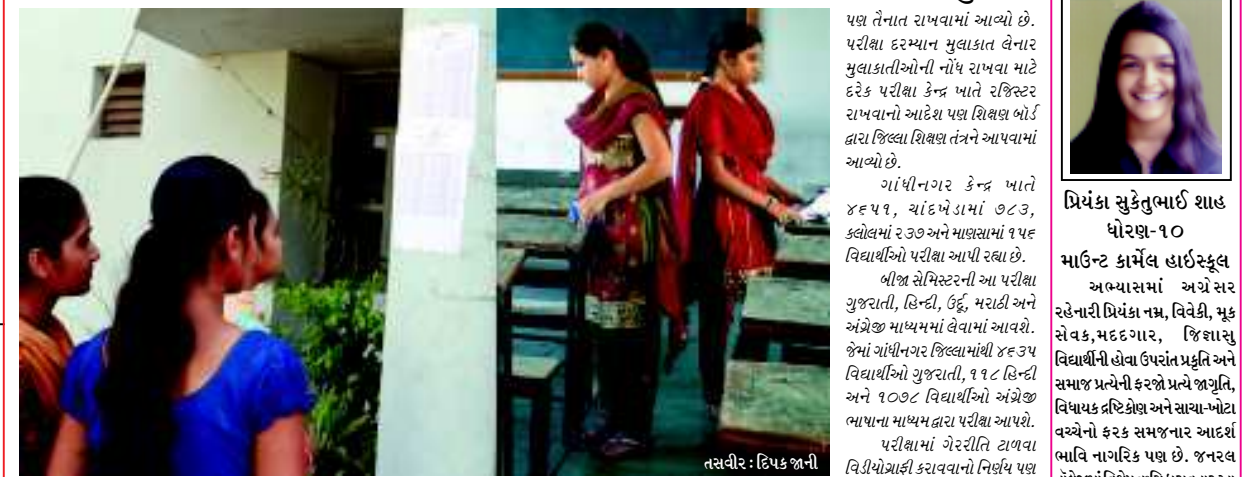 તસવીર : દિપક જાની
પણ તૈનાત રાખવામાં આવ્યો છે.
પરીક્ષા દરમ્યાન મુલાકાત લેનાર
મુલાકાતીઓની નોંધ રાખવા માટે
દરેક પરીક્ષા કેન્દ્ર ખાતે રજિસ્ટર
રાખવાનો આદેશ પણ શિક્ષણ બોર્ડ
દ્વારા જિલ્લા શિક્ષણ તંત્રને આપવામાં
આવ્યો છે.
ગાંધીનગર કેન્દ્ર ખાતે
૪૬૫૧, ચાંદખેડામાં ૭૮૩,
કલોલમાં ૨૩૭ અને માણસામાં ૧૫૬
વિદ્યાર્થીઓ પરીક્ષા આપી રહ્યા છે.
બીજા સેમિસ્ટરની આ પરીક્ષા
ગુજરાતી, હિન્દી, ઉર્દૂ, મરાઠી અને
અંગ્રેજી માધ્યમમાં લેવામાં આવશે.
જેમાં ગાંધીનગર જિલ્લામાંથી ૪૬૩૫
વિદ્યાર્થીઓ ગુજરાતી, ૧૧૮ હિન્દી
અને ૧૦૭૮ વિદ્યાર્થીઓ અંગ્રેજી
ભાષાના માધ્યમ દ્વારા પરીક્ષા આપશે.
પરીક્ષામાં ગેરરીતિ ટાળવા
વિડીયોગ્રાફી કરાવવાનો નિર્ણય પણ
પ્રિયંકા સુકેતુભાઈ શાહ
ધોરણ-૧૦
માઉન્ટ કાર્મેલ હાઈસ્કૂલ
અભ્યાસમાં અગ્રેસર
રહેનારી પ્રિયંકા નમ્ર, વિવેકી, મૂક
સેવક,મદદગાર, જિજ્ઞાસુ
વિદ્યાર્થીની હોવા ઉપરાંત પ્રકૃતિ અને
સમાજ પ્રત્યેની ફરજો પ્રત્યે જાગૃતિ,
વિધાયક દ્રષ્ટિકોણ અને સાચા-ખોટા
વચ્ચેનો ફરક સમજનાર આદર્શ
ભાવિ નાગરિક પણ છે. જનરલ